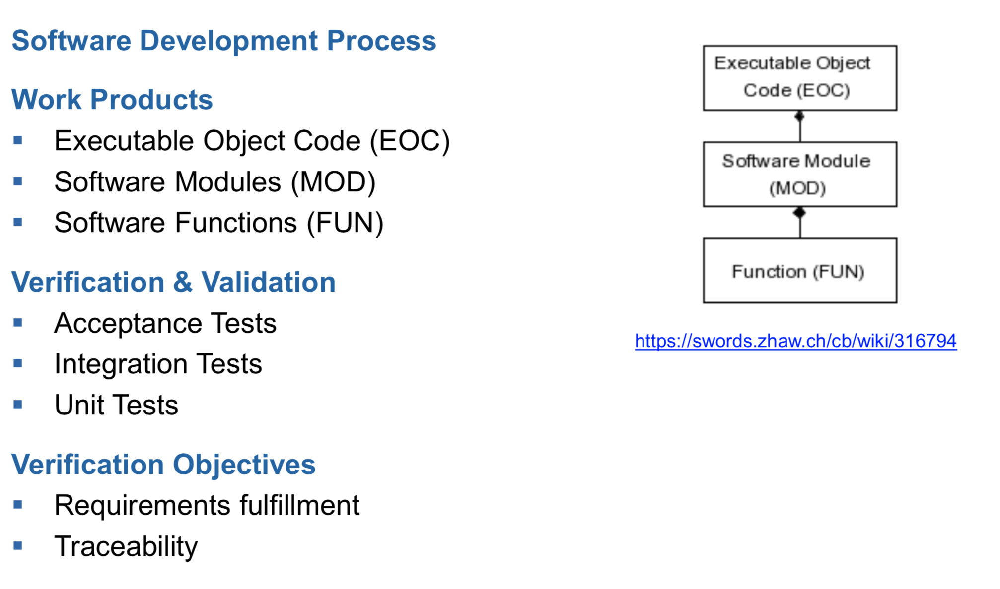 Software Development Process
Work Products
▪ Executable Object Code (EOC)
▪ Software Modules (MOD)
▪ Software Functions (FUN)
Verification & Validation
▪ Acceptance Tests
▪ Integration Tests
▪ Unit Tests
Verification Objectives
▪ Requirements fulfillment
▪ Traceability
Executable Object
Code (EOC)
Software Module
(MOD)
Function (FUN)
https://swords.zhaw.ch/cb/wiki/316794